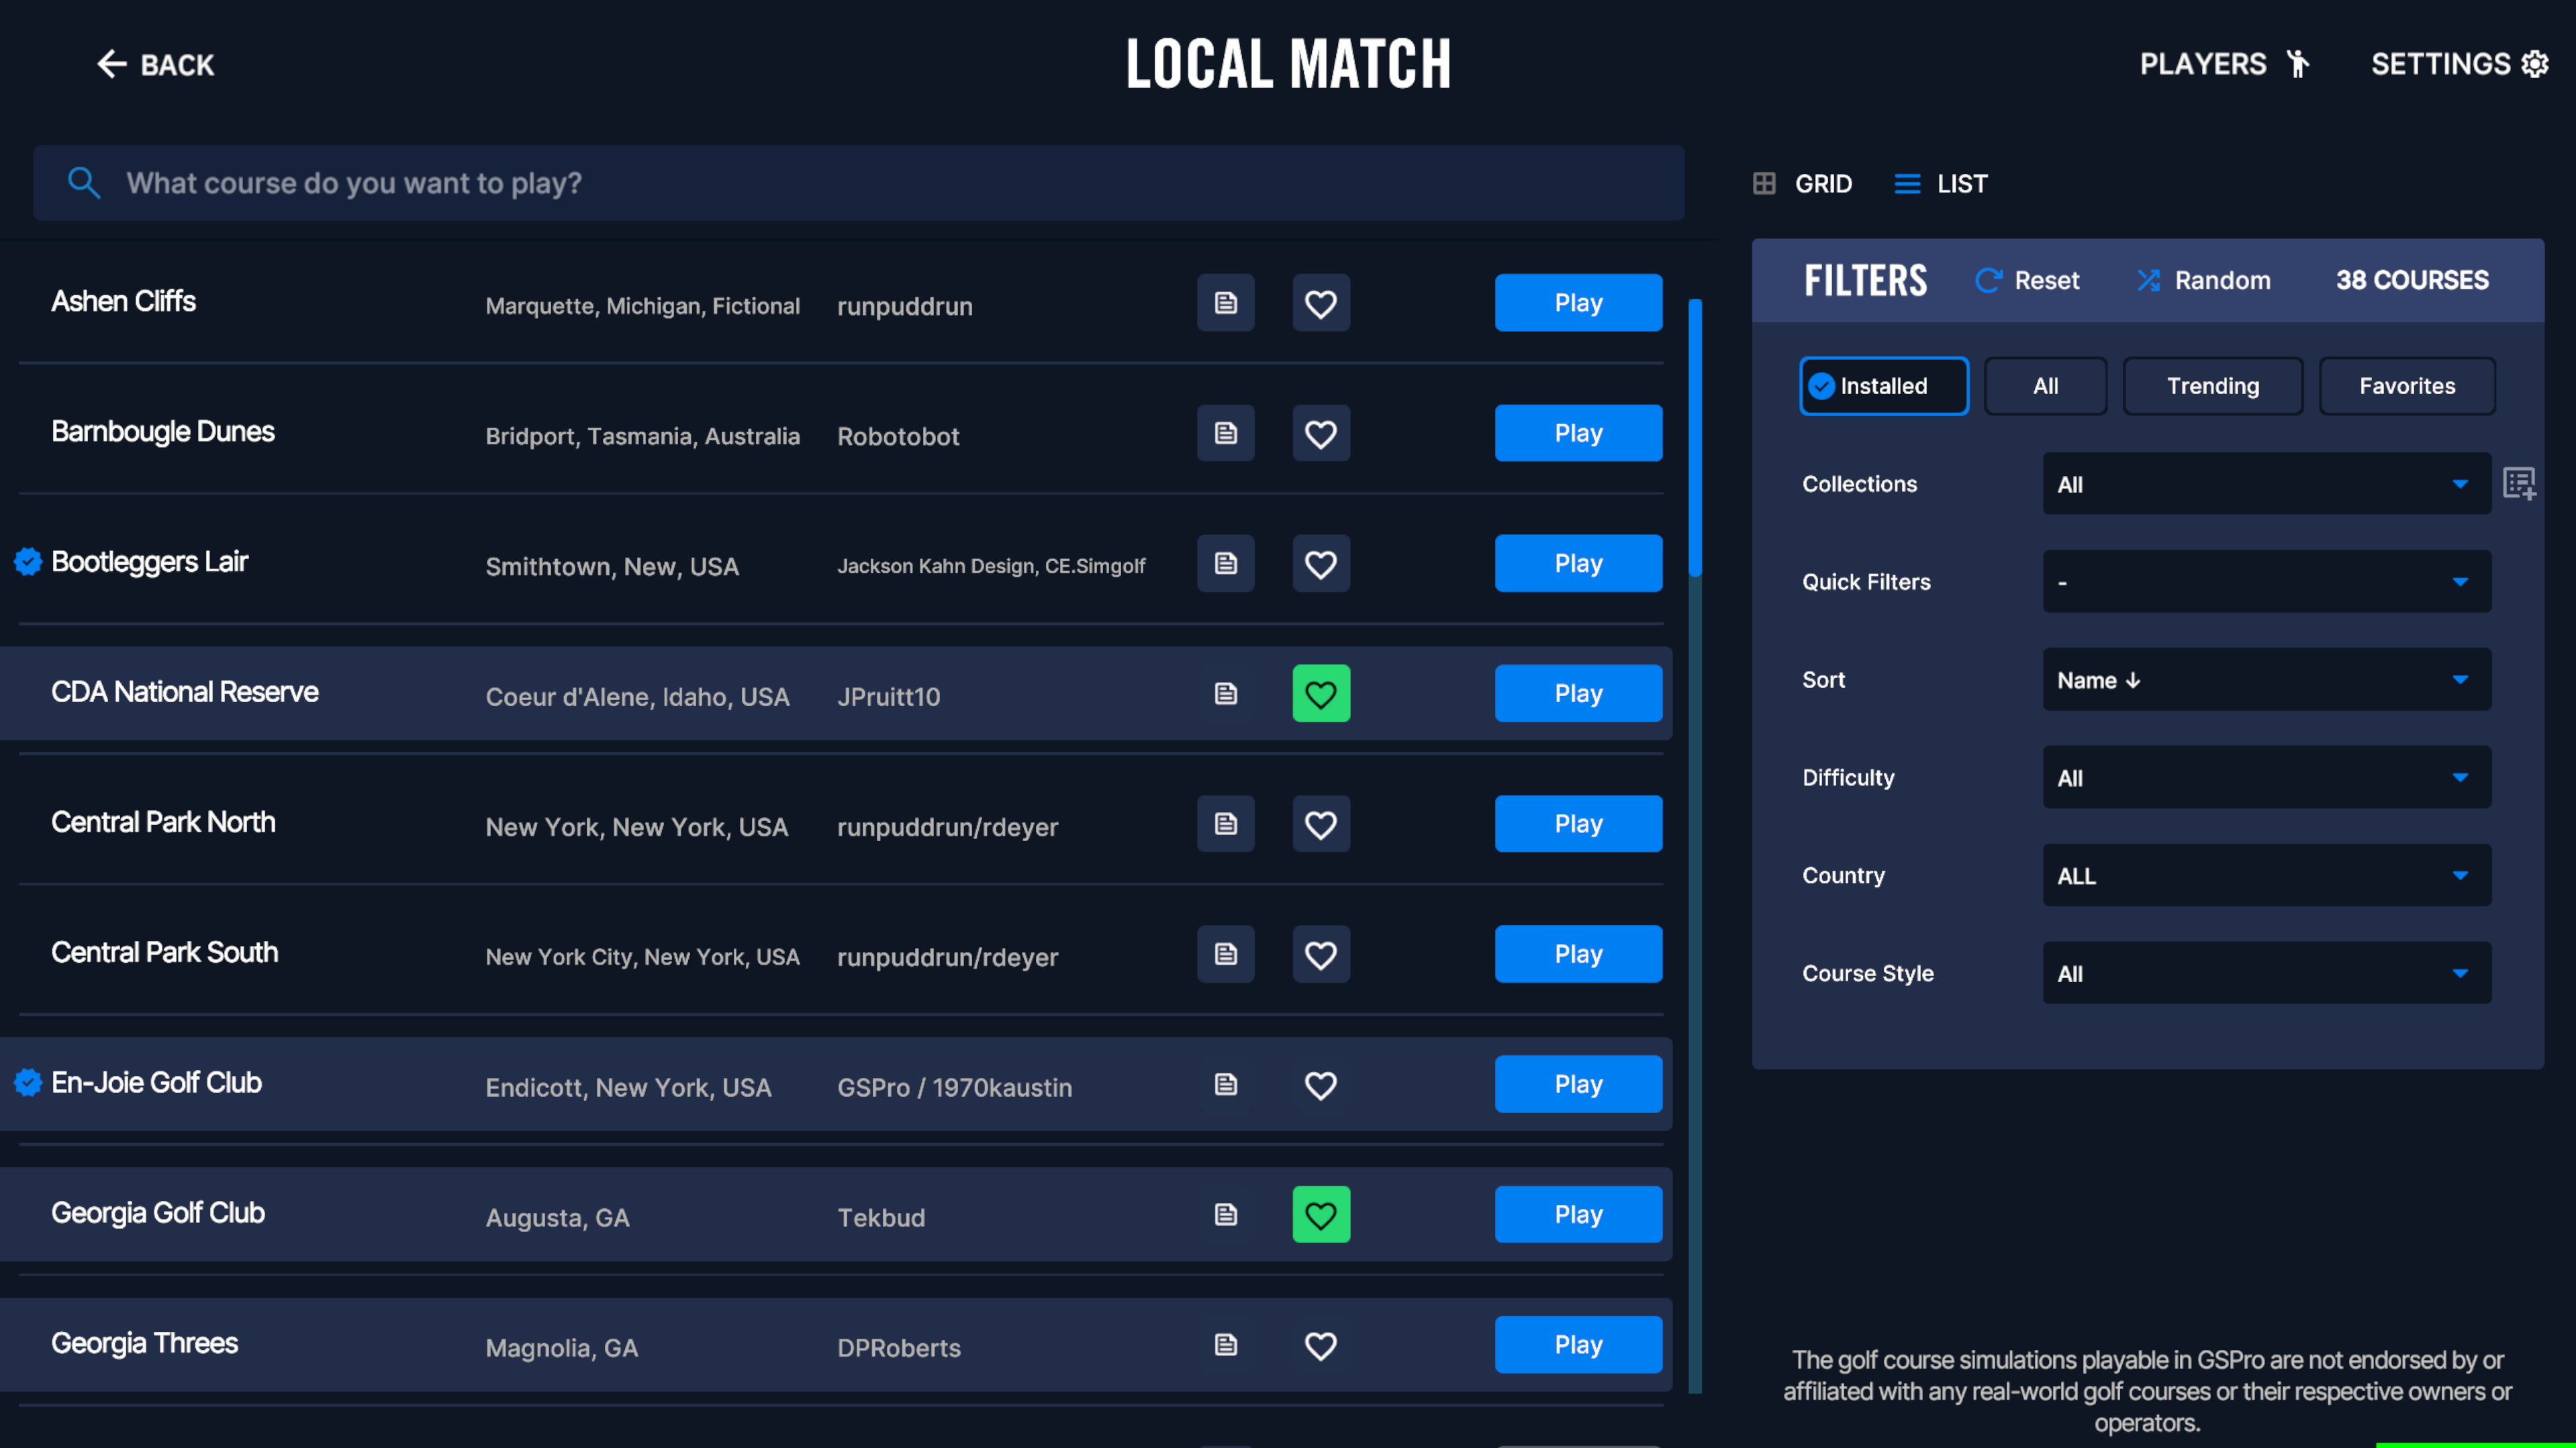 BACK
LOCAL MATCH
PLAYERS
SETTINGS
What course do you want to play?
GRID
LIST
Ashen Cliffs
Marquette, Michigan, Fictional
runpuddrun
Play
Barnbougle Dunes
Bridport, Tasmania, Australia
Robotobot
Play
Bootleggers Lair
Smithtown, New, USA
Jackson Kahn Design, CE.Simgolf
Play
CDA National Reserve
Coeur d'Alene, Idaho, USA
JPruitt10
Play
Central Park North
New York, New York, USA
runpuddrun/rdeyer
Play
Central Park South
New York City, New York, USA
runpuddrun/rdeyer
Play
En-Joie Golf Club
Endicott, New York, USA
GSPro / 1970kaustin
Play
Georgia Golf Club
Augusta, GA
Tekbud
Play
Georgia Threes
Magnolia, GA
DPRoberts
Play
FILTERS
Reset
Random
38 COURSES
Installed
All
Trending
Favorites
Collections
All
Quick Filters
-
Sort
Name ↓
Difficulty
All
Country
ALL
Course Style
All
The golf course simulations playable in GSPro are not endorsed by or
affiliated with any real-world golf courses or their respective owners or
operators.